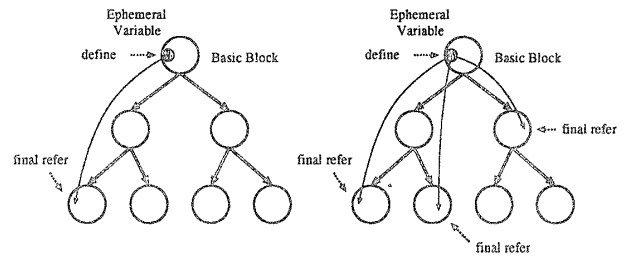 Ephemeral
Variable
define
Basic Block
final refer
Ephemeral
Variable
define
Basic Block
final refer
final refer
final refer